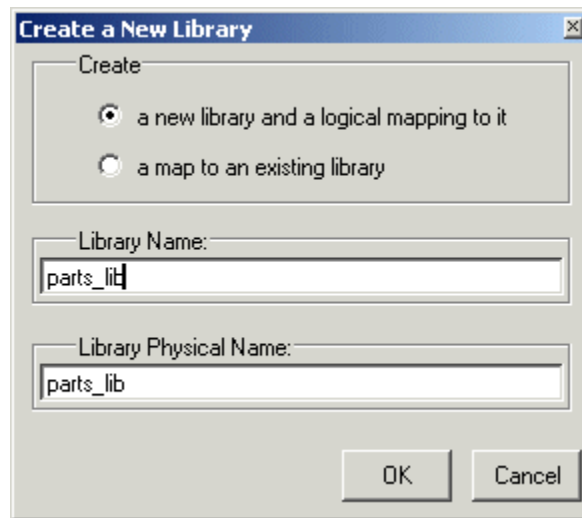 Create a New Library
Create
a new library and a logical mapping to it
a map to an existing library
Library Name:
parts_lib
Library Physical Name:
parts_lib
OK Cancel